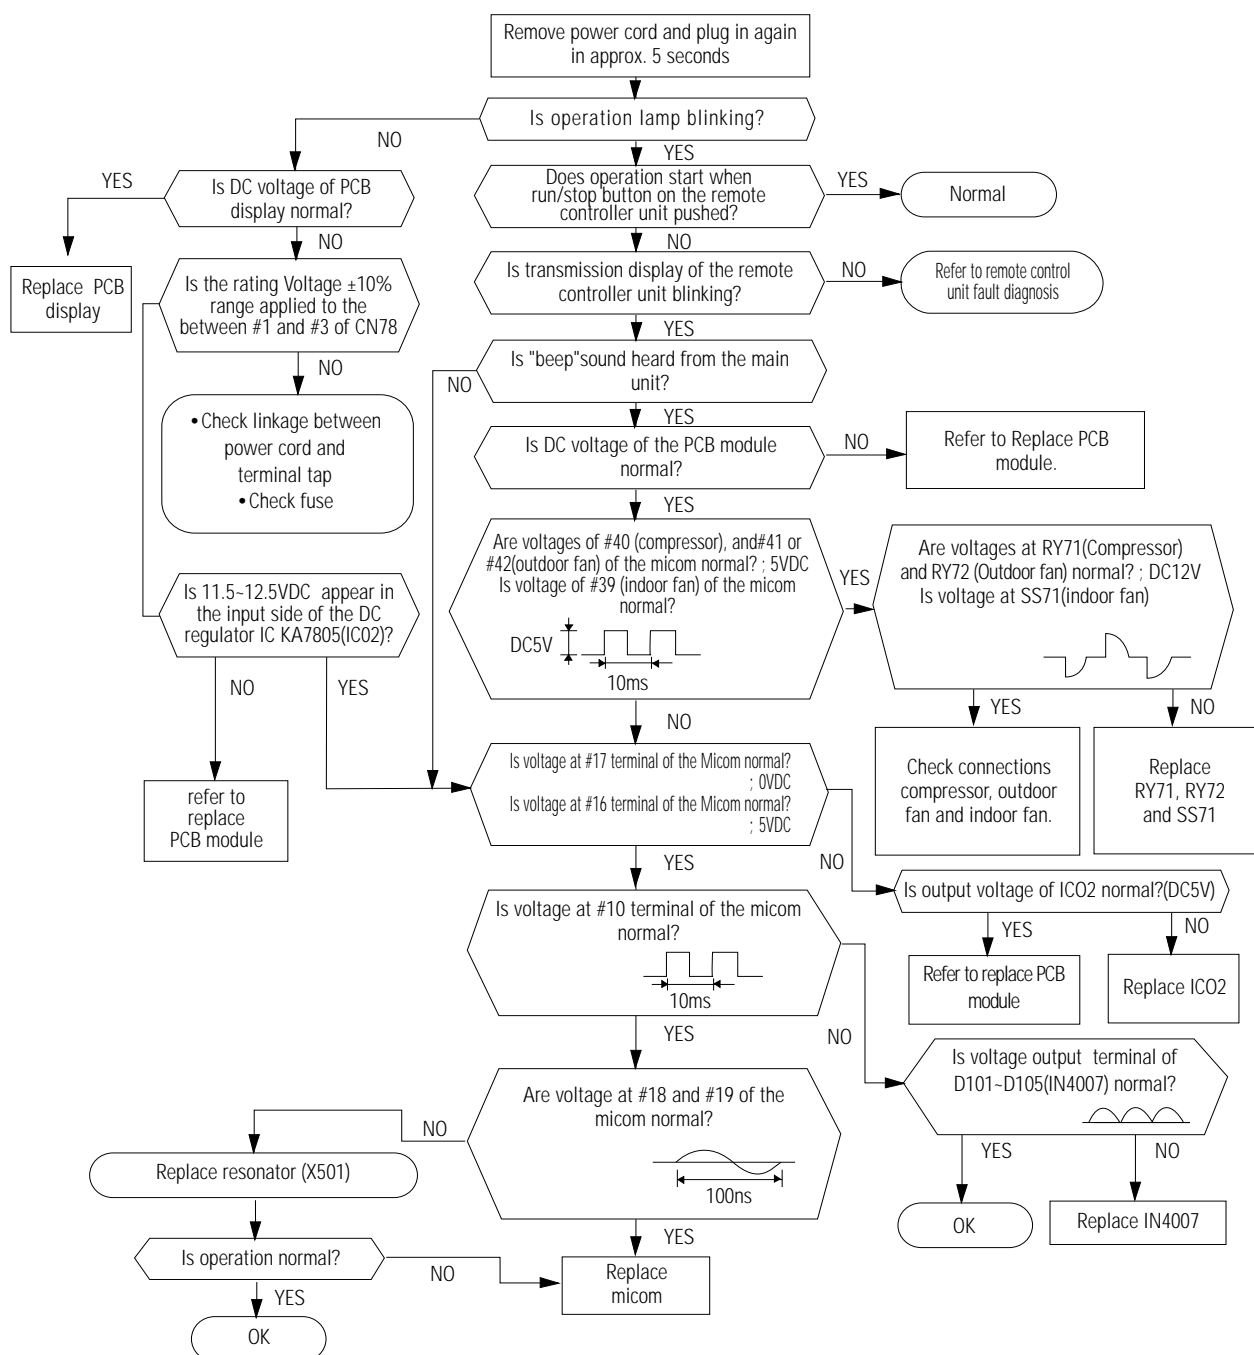 Remove power cord and plug in again
in approx. 5 seconds
Is operation lamp blinking?
NO
YES
Does operation start when
run/stop button on the remote
controller unit pushed?
YES
Normal
YES
Is DC voltage of PCB
display normal?
NO
NO
Replace PCB
display
Is the rating Voltage ±10%
range applied to the
between #1 and #3 of CN78
Is transmission display of the remote
controller unit blinking?
NO
Refer to remote control
unit fault diagnosis
YES
NO
Is "beep"sound heard from the main
unit?
NO
YES
• Check linkage between
power cord and
terminal tap
• Check fuse
Is DC voltage of the PCB module
normal?
NO
Refer to Replace PCB
module.
YES
Are voltages of #40 (compressor), and#41 or
#42(outdoor fan) of the micom normal? ; 5VDC
Is voltage of #39 (indoor fan) of the micom
normal?
DC5V
10ms
YES
Are voltages at RY71(Compressor)
and RY72 (Outdoor fan) normal? ; DC12V
Is voltage at SS71(indoor fan)
Is 11.5~12.5VDC appear in
the input side of the DC
regulator IC KA7805(IC02)?
NO
YES
NO
YES
NO
refer to
replace
PCB module
Is voltage at #17 terminal of the Micom normal?
; 0VDC
Is voltage at #16 terminal of the Micom normal?
; 5VDC
Check connections
compressor, outdoor
fan and indoor fan.
Replace
RY71, RY72
and SS71
YES
NO
Is output voltage of ICO2 normal?(DC5V)
YES
NO
Refer to replace PCB
module
Replace ICO2
Is voltage at #10 terminal of the micom
normal?
10ms
YES
NO
Is voltage output terminal of
D101~D105(IN4007) normal?
YES
NO
OK
Replace IN4007
Are voltage at #18 and #19 of the
micom normal?
100ns
NO
YES
Replace resonator (X501)
Is operation normal?
NO
Replace
micom
YES
OK